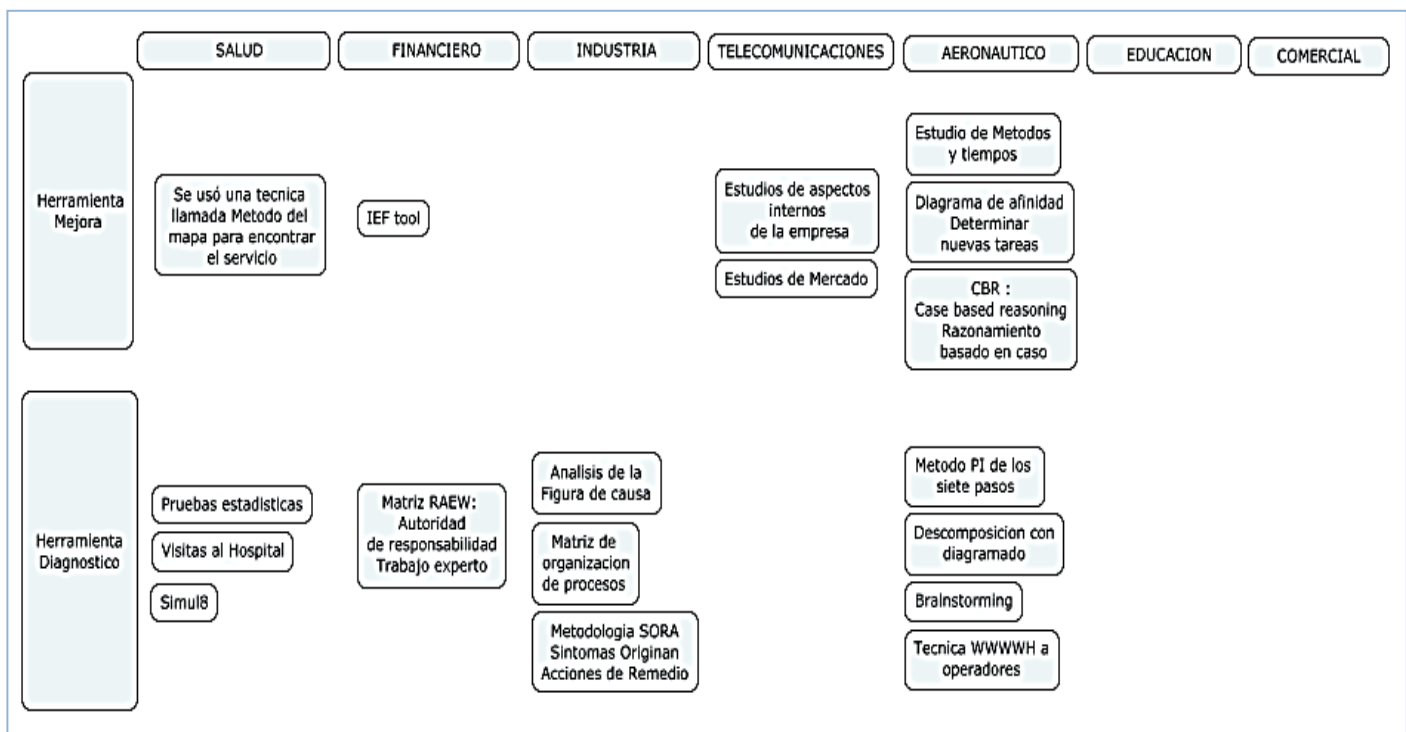 SALUD
FINANCIERO
INDUSTRIA
TELECOMUNICACIONES
AERONAUTICO
EDUCACION
COMERCIAL
Herramienta
Mejora
Se usó una tecnica
llamada Metodo del
mapa para encontrar
el servicio
IEF tool
Estudios de aspectos
internos
de la empresa
Estudios de Mercado
Estudio de Metodos
y tiempos
Diagrama de afinidad
Determinar
nuevas tareas
CBR :
Case based reasoning
Razonamiento
basado en caso
Herramienta
Diagnostico
Pruebas estadisticas
Visitas al Hospital
Simul8
Matriz RAEW:
Autoridad
de responsabilidad
Trabajo experto
Analisis de la
Figura de causa
Matriz de
organizacion
de procesos
Metodologia SORA
Sintomas Originan
Acciones de Remedio
Metodo PI de los
siete pasos
Descomposicion con
diagramado
Brainstorming
Tecnica WWWWH a
operadores